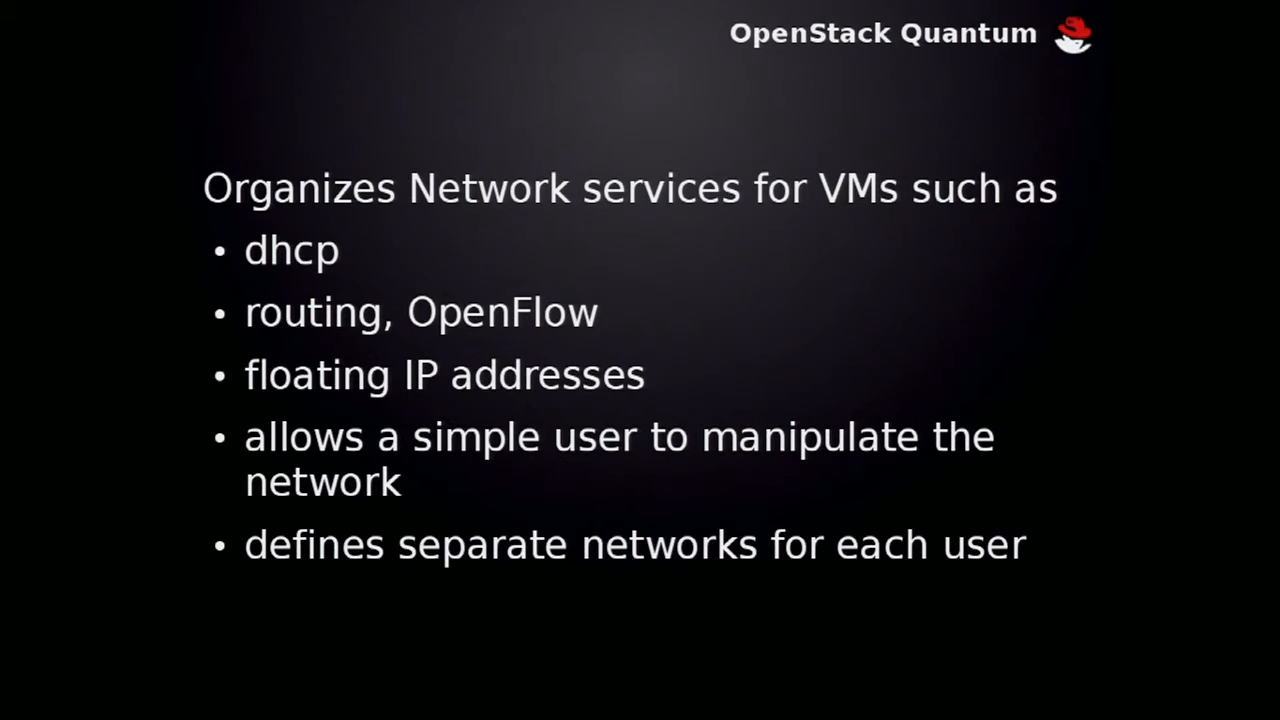 OpenStack Quantum
Organizes Network services for VMs such as
• dhcp
• routing, OpenFlow
• floating IP addresses
• allows a simple user to manipulate the
network
• defines separate networks for each user